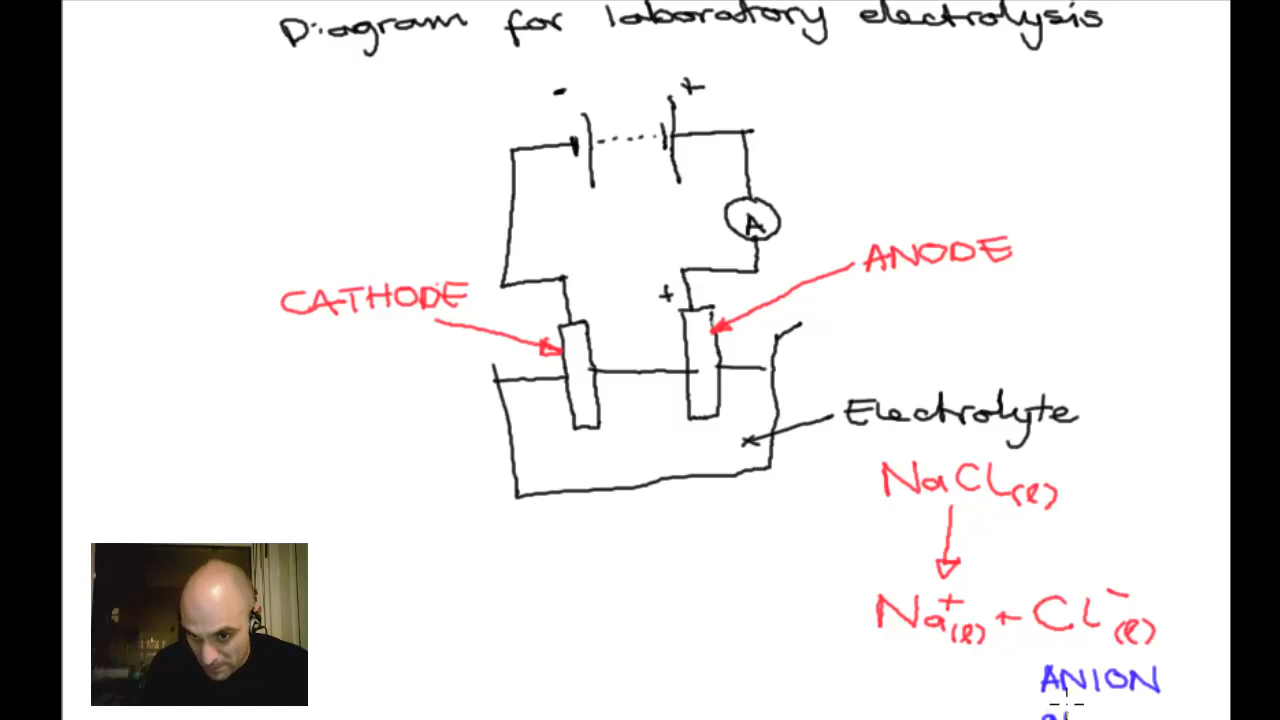 Diagram for laboratory electrolysis
- +
A
ANODE
CATHODE
+
Electrolyte
NaCl(l)
Na+(l) + Cl-(l)
ANION